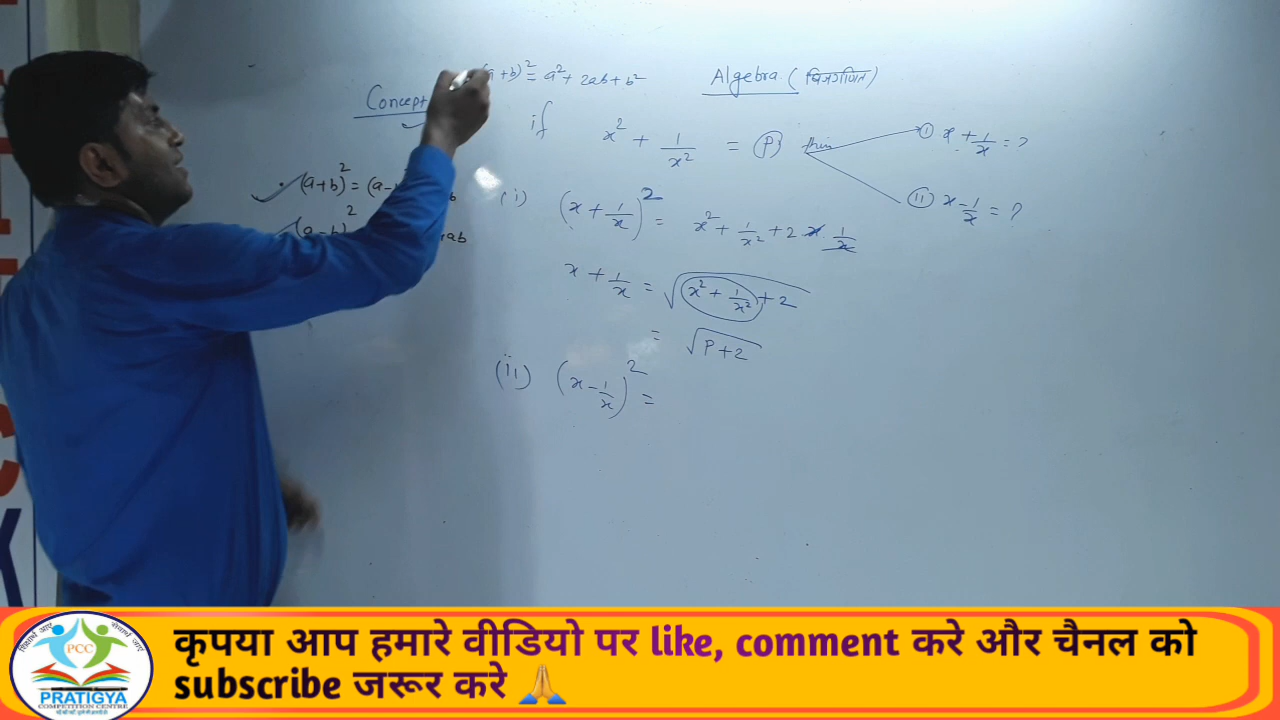 (a+b)² = a² + 2ab + b²
Algebra (बिजगणित)
Concept
if x² + 1/x² = P then
(i) x + 1/x = ?
(ii) x - 1/x = ?
(a+b)² = (a-
(i) (x + 1/x)² = x² + 1/x² + 2 x 1/x
x + 1/x = √(x² + 1/x² + 2)
= √(P+2)
(ii) (x - 1/x)² =
कृपया आप हमारे वीडियो पर like, comment करे और चैनल को
subscribe जरूर करे 🙏
PCC
PRATIGYA
COMPETITION CENTRE